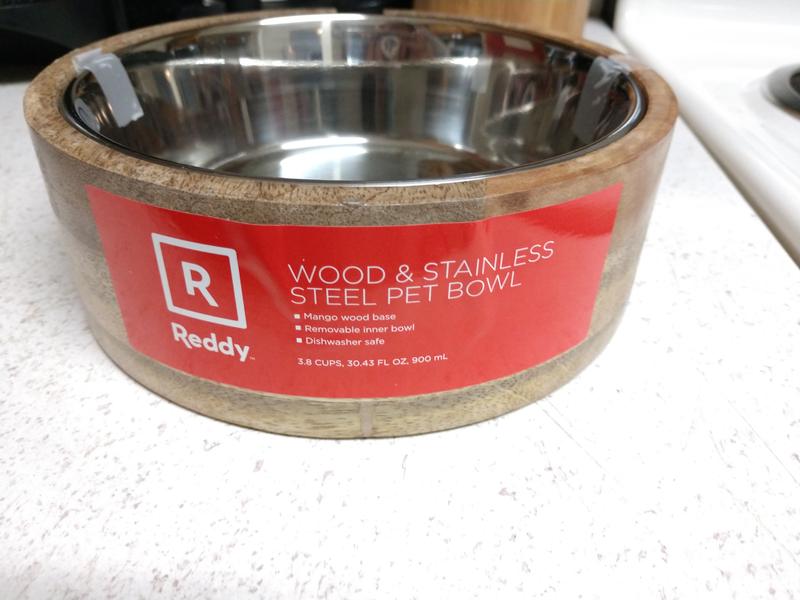 R
Reddy™
WOOD & STAINLESS
STEEL PET BOWL
▪ Mango wood base
▪ Removable inner bowl
▪ Dishwasher safe
3.8 CUPS, 30.43 FL OZ, 900 mL